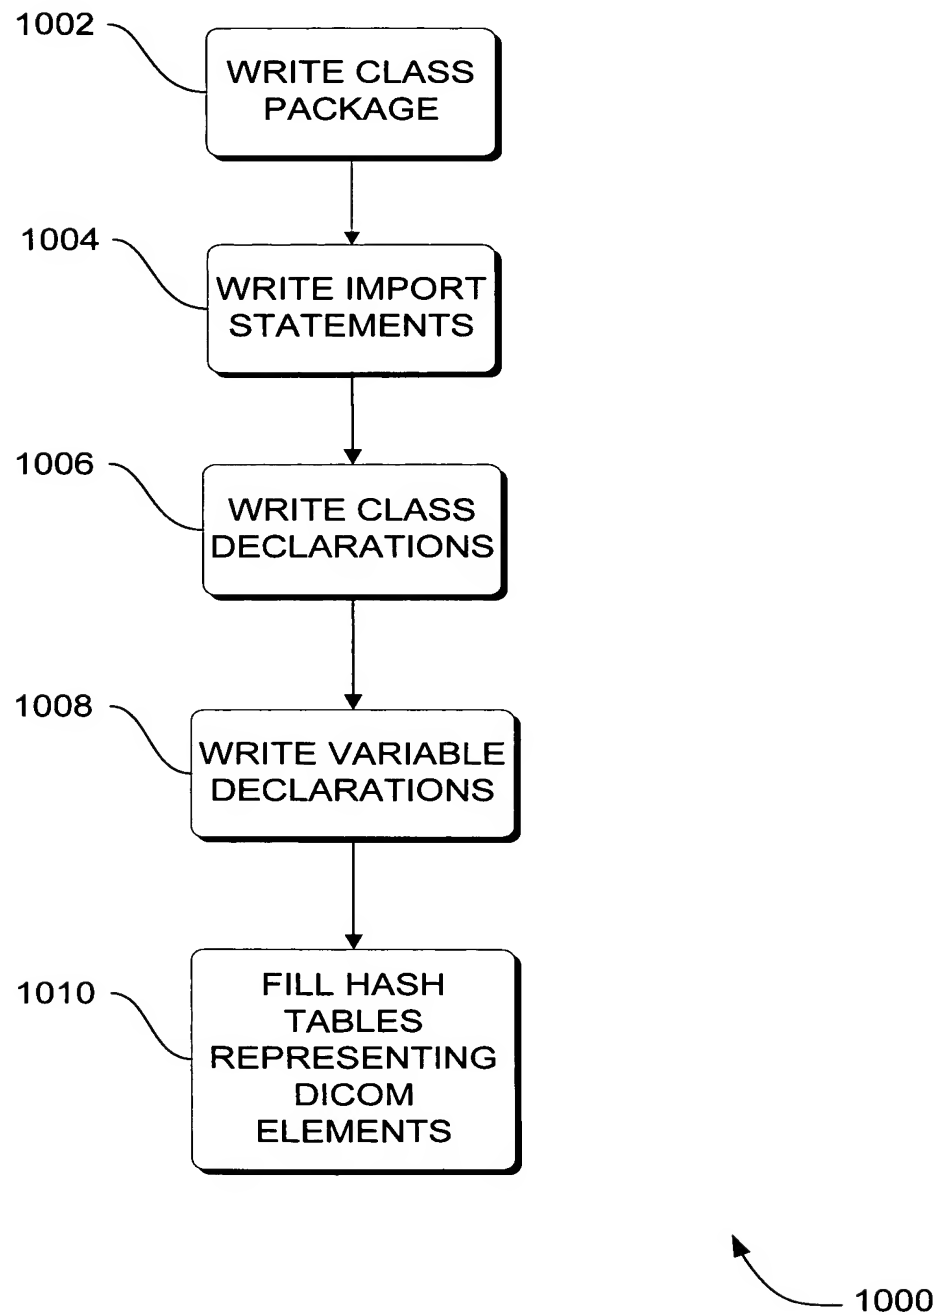 1002
WRITE CLASS
PACKAGE
1004
WRITE IMPORT
STATEMENTS
1006
WRITE CLASS
DECLARATIONS
1008
WRITE VARIABLE
DECLARATIONS
1010
FILL HASH
TABLES
REPRESENTING
DICOM
ELEMENTS
1000